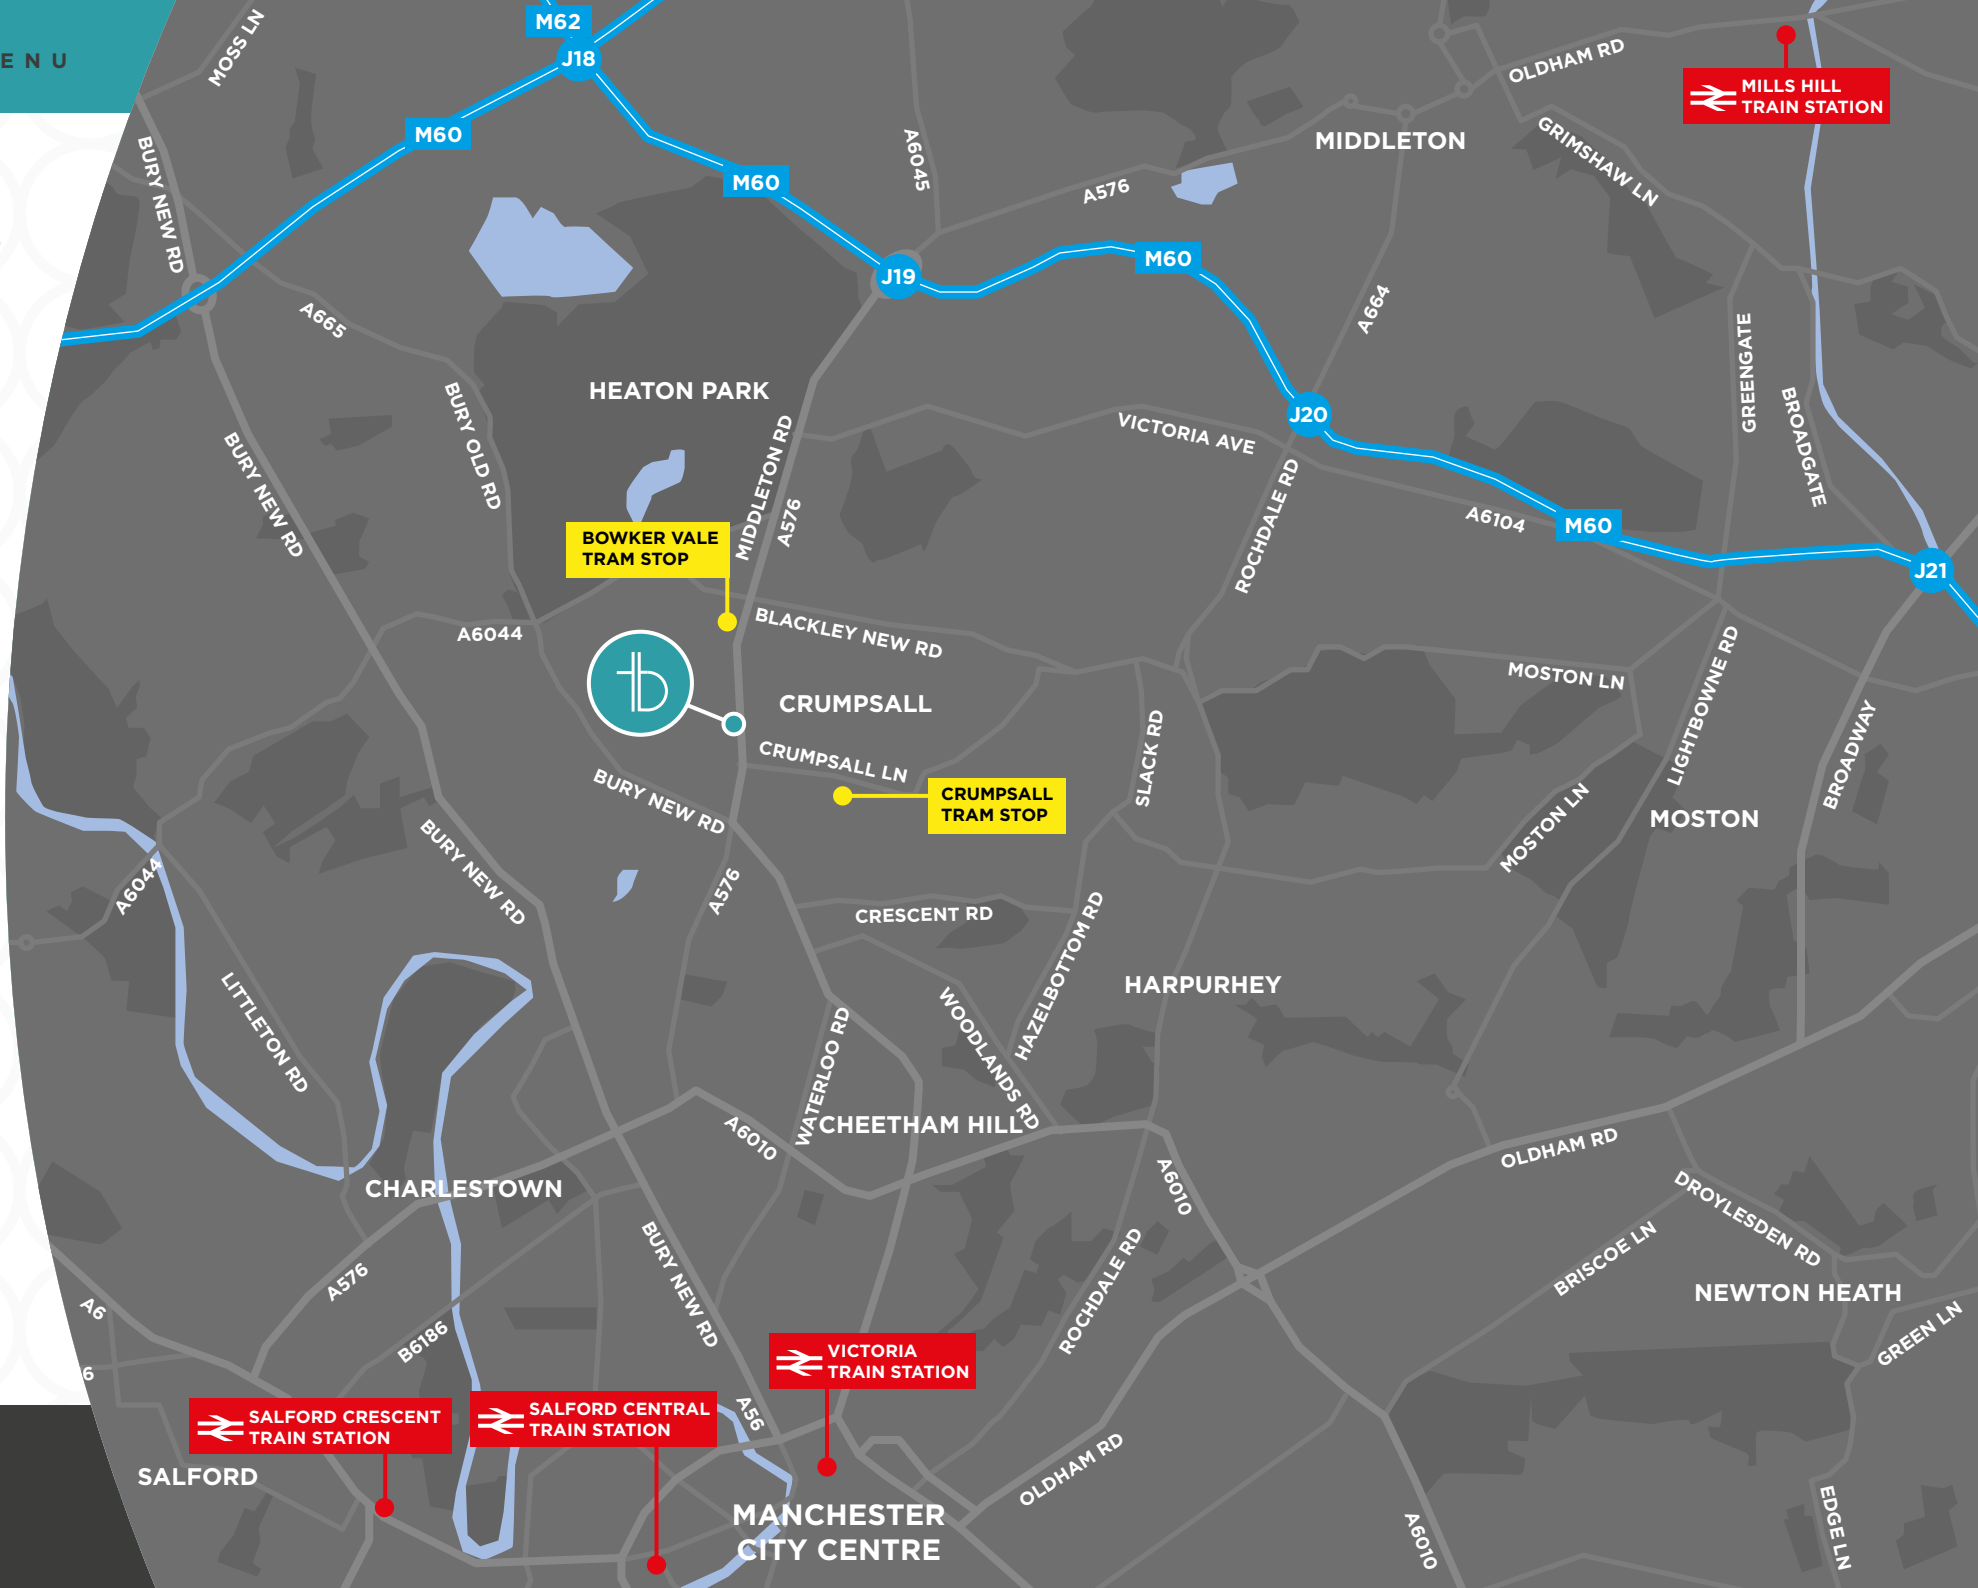 ENU
MOSS LN
M62
J18
M60
BURY NEW RD
M60
A6045
A576
MIDDLETON
OLDHAM RD
MILLS HILL
TRAIN STATION
GRIMSHAW LN
J19
M60
A665
A664
GREENGATE
BROADGATE
HEATON PARK
BURY OLD RD
BURY NEW RD
MIDDLETON RD
A576
VICTORIA AVE
J20
ROCHDALE RD
A6104
M60
J21
BOWKER VALE
TRAM STOP
A6044
BLACKLEY NEW RD
CRUMPSALL
CRUMPSALL LN
BURY NEW RD
CRUMPSALL
TRAM STOP
SLACK RD
MOSTON LN
LIGHTBOWNE RD
BROADWAY
MOSTON LN
MOSTON
BURY NEW RD
A6044
A576
CRESCENT RD
HAZELBOTTOM RD
HARPURHEY
LITTLETON RD
WOODLANDS RD
WATERLOO RD
CHEETHAM HILL
A6010
OLDHAM RD
CHARLESTOWN
A6010
DROYLESDEN RD
BRISCOE LN
NEWTON HEATH
GREEN LN
A576
A6
BURY NEW RD
ROCHDALE RD
B6186
6
VICTORIA
TRAIN STATION
SALFORD CRESCENT
TRAIN STATION
SALFORD CENTRAL
TRAIN STATION
A56
SALFORD
OLDHAM RD
MANCHESTER
CITY CENTRE
A6010
EDGE LN